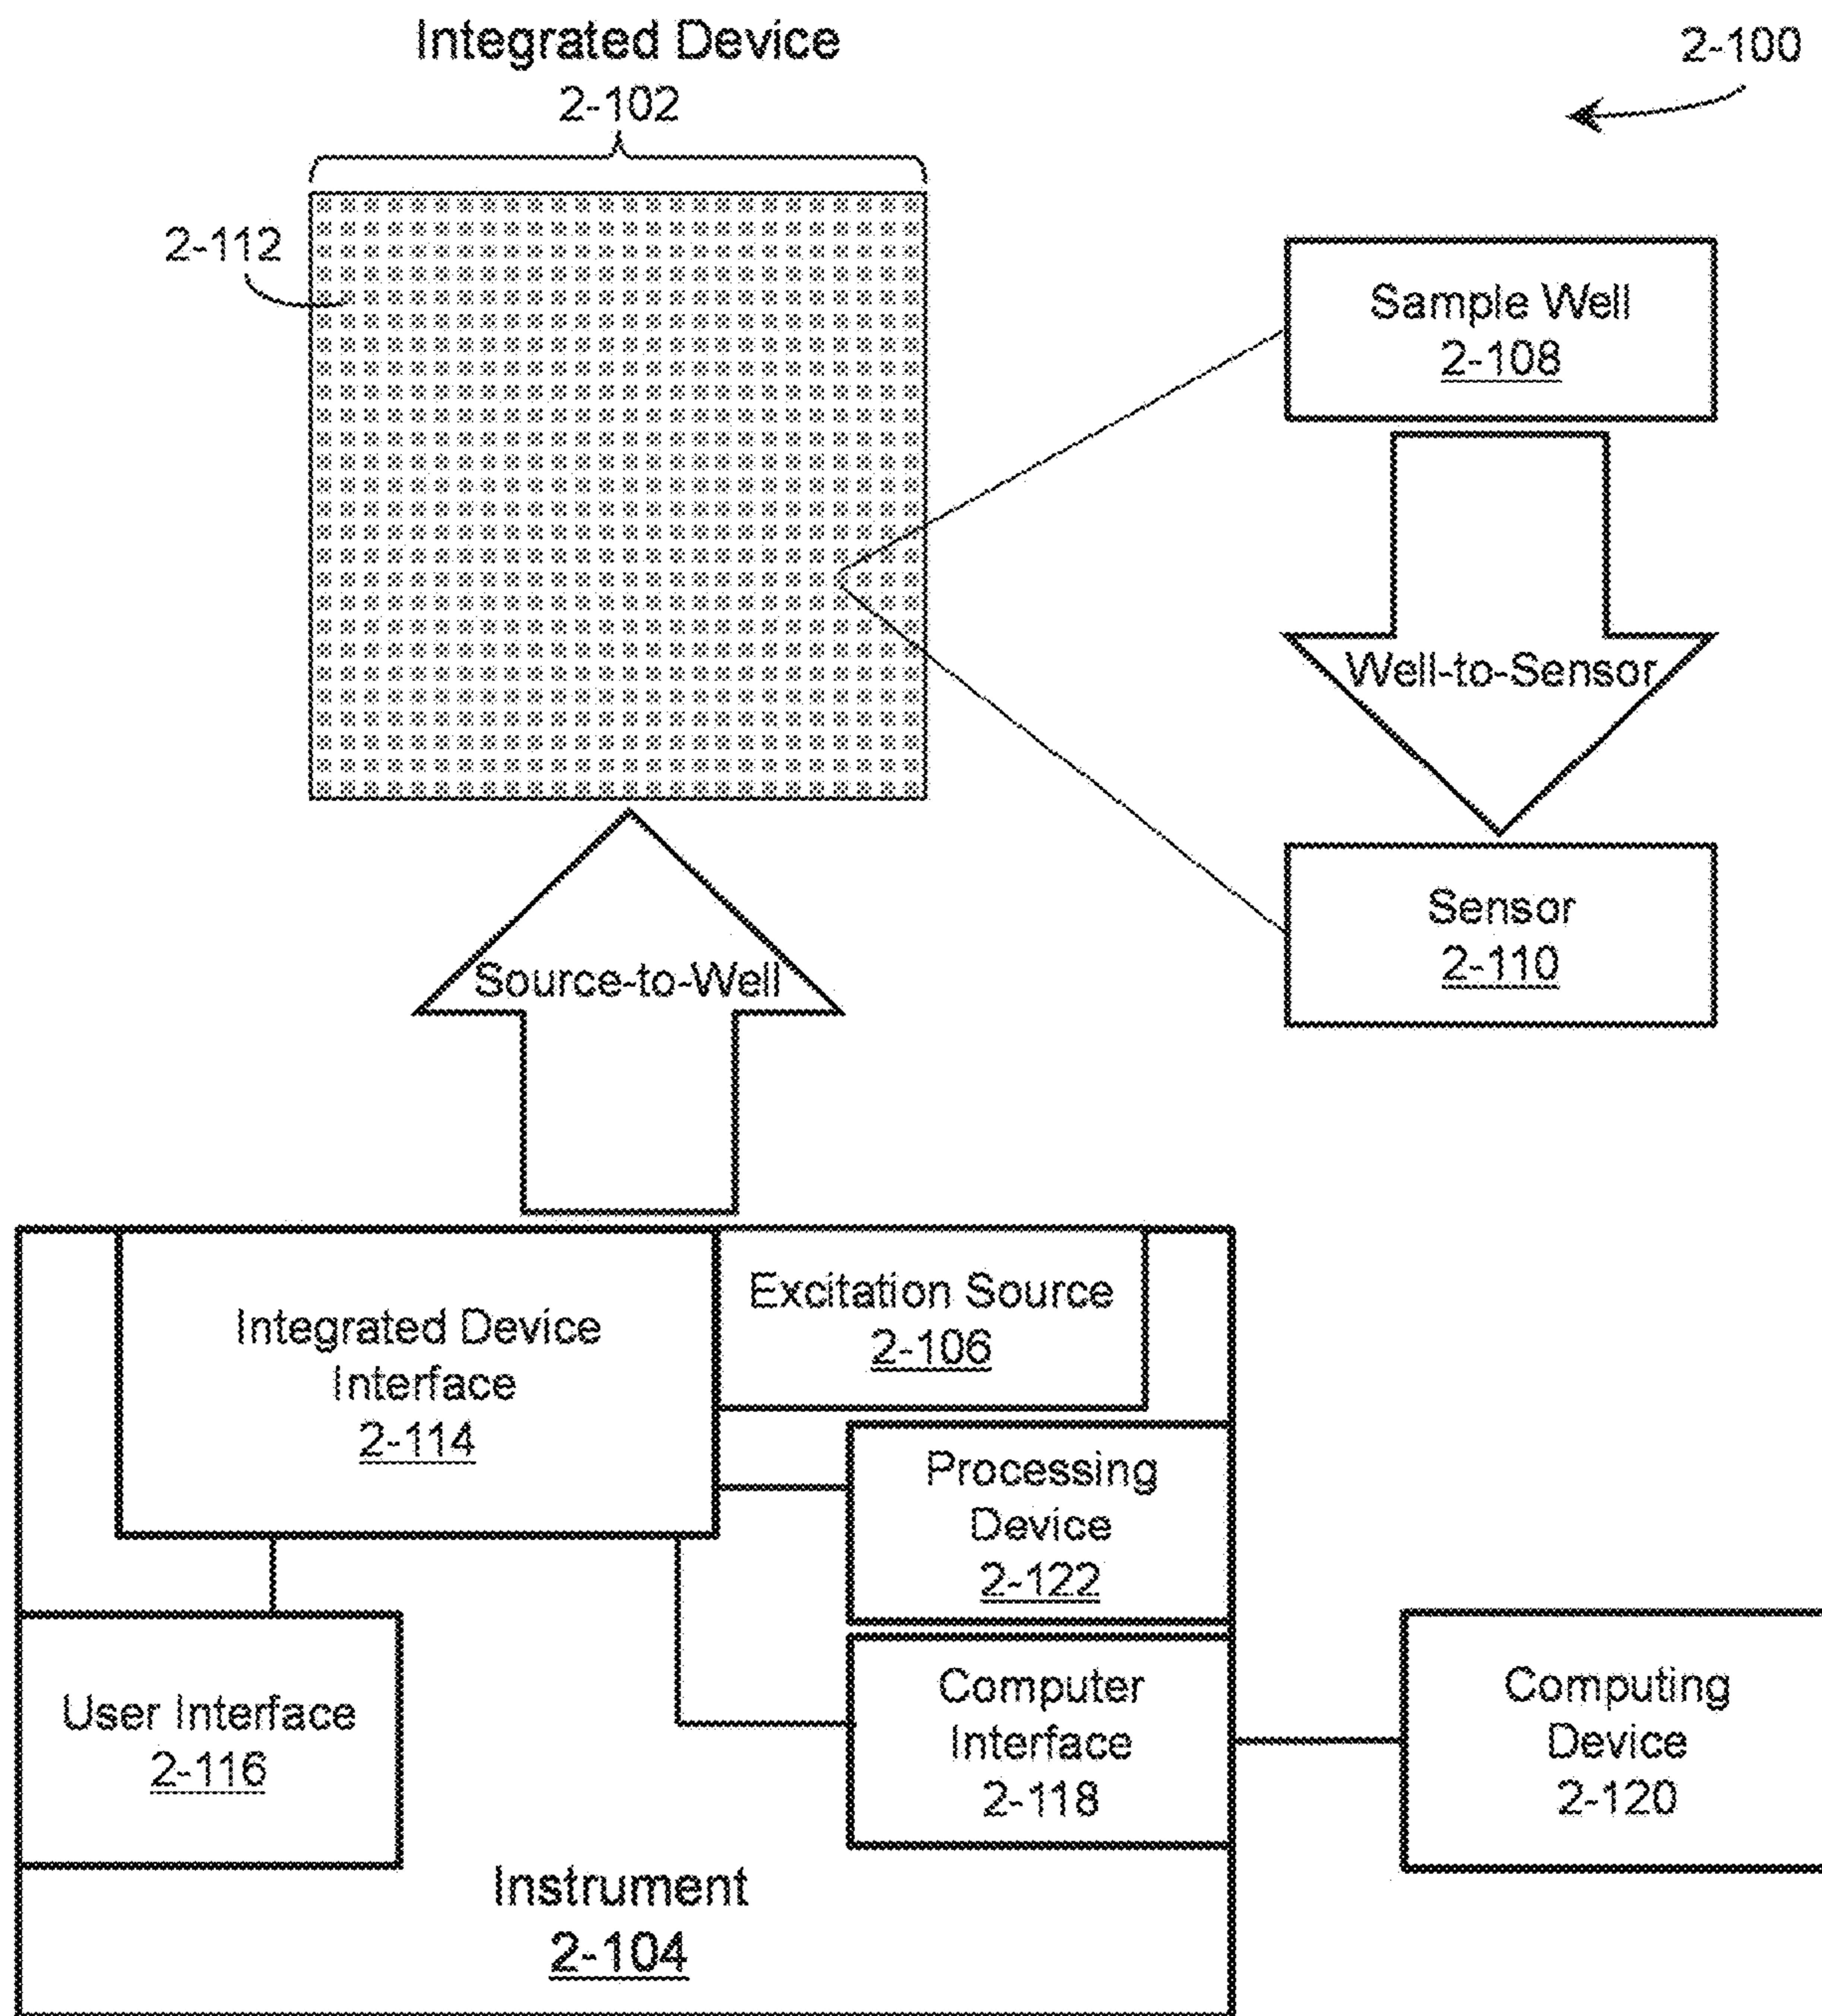 Integrated Device
2-102
2-100
2-112
Sample Well
2-108
Well-to-Sensor
Sensor
2-110
Source-to-Well
Integrated Device
Interface
2-114
Excitation Source
2-106
Processing
Device
2-122
User Interface
2-116
Computer
Interface
2-118
Computing
Device
2-120
Instrument
2-104